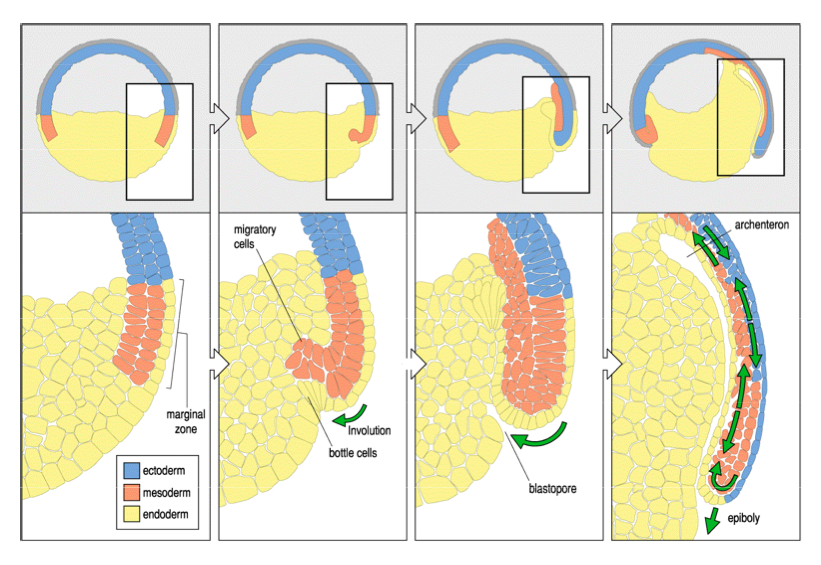 marginal
zone
ectoderm
mesoderm
endoderm
migratory
cells
Involution
bottle cells
blastopore
archenteron
epiboly